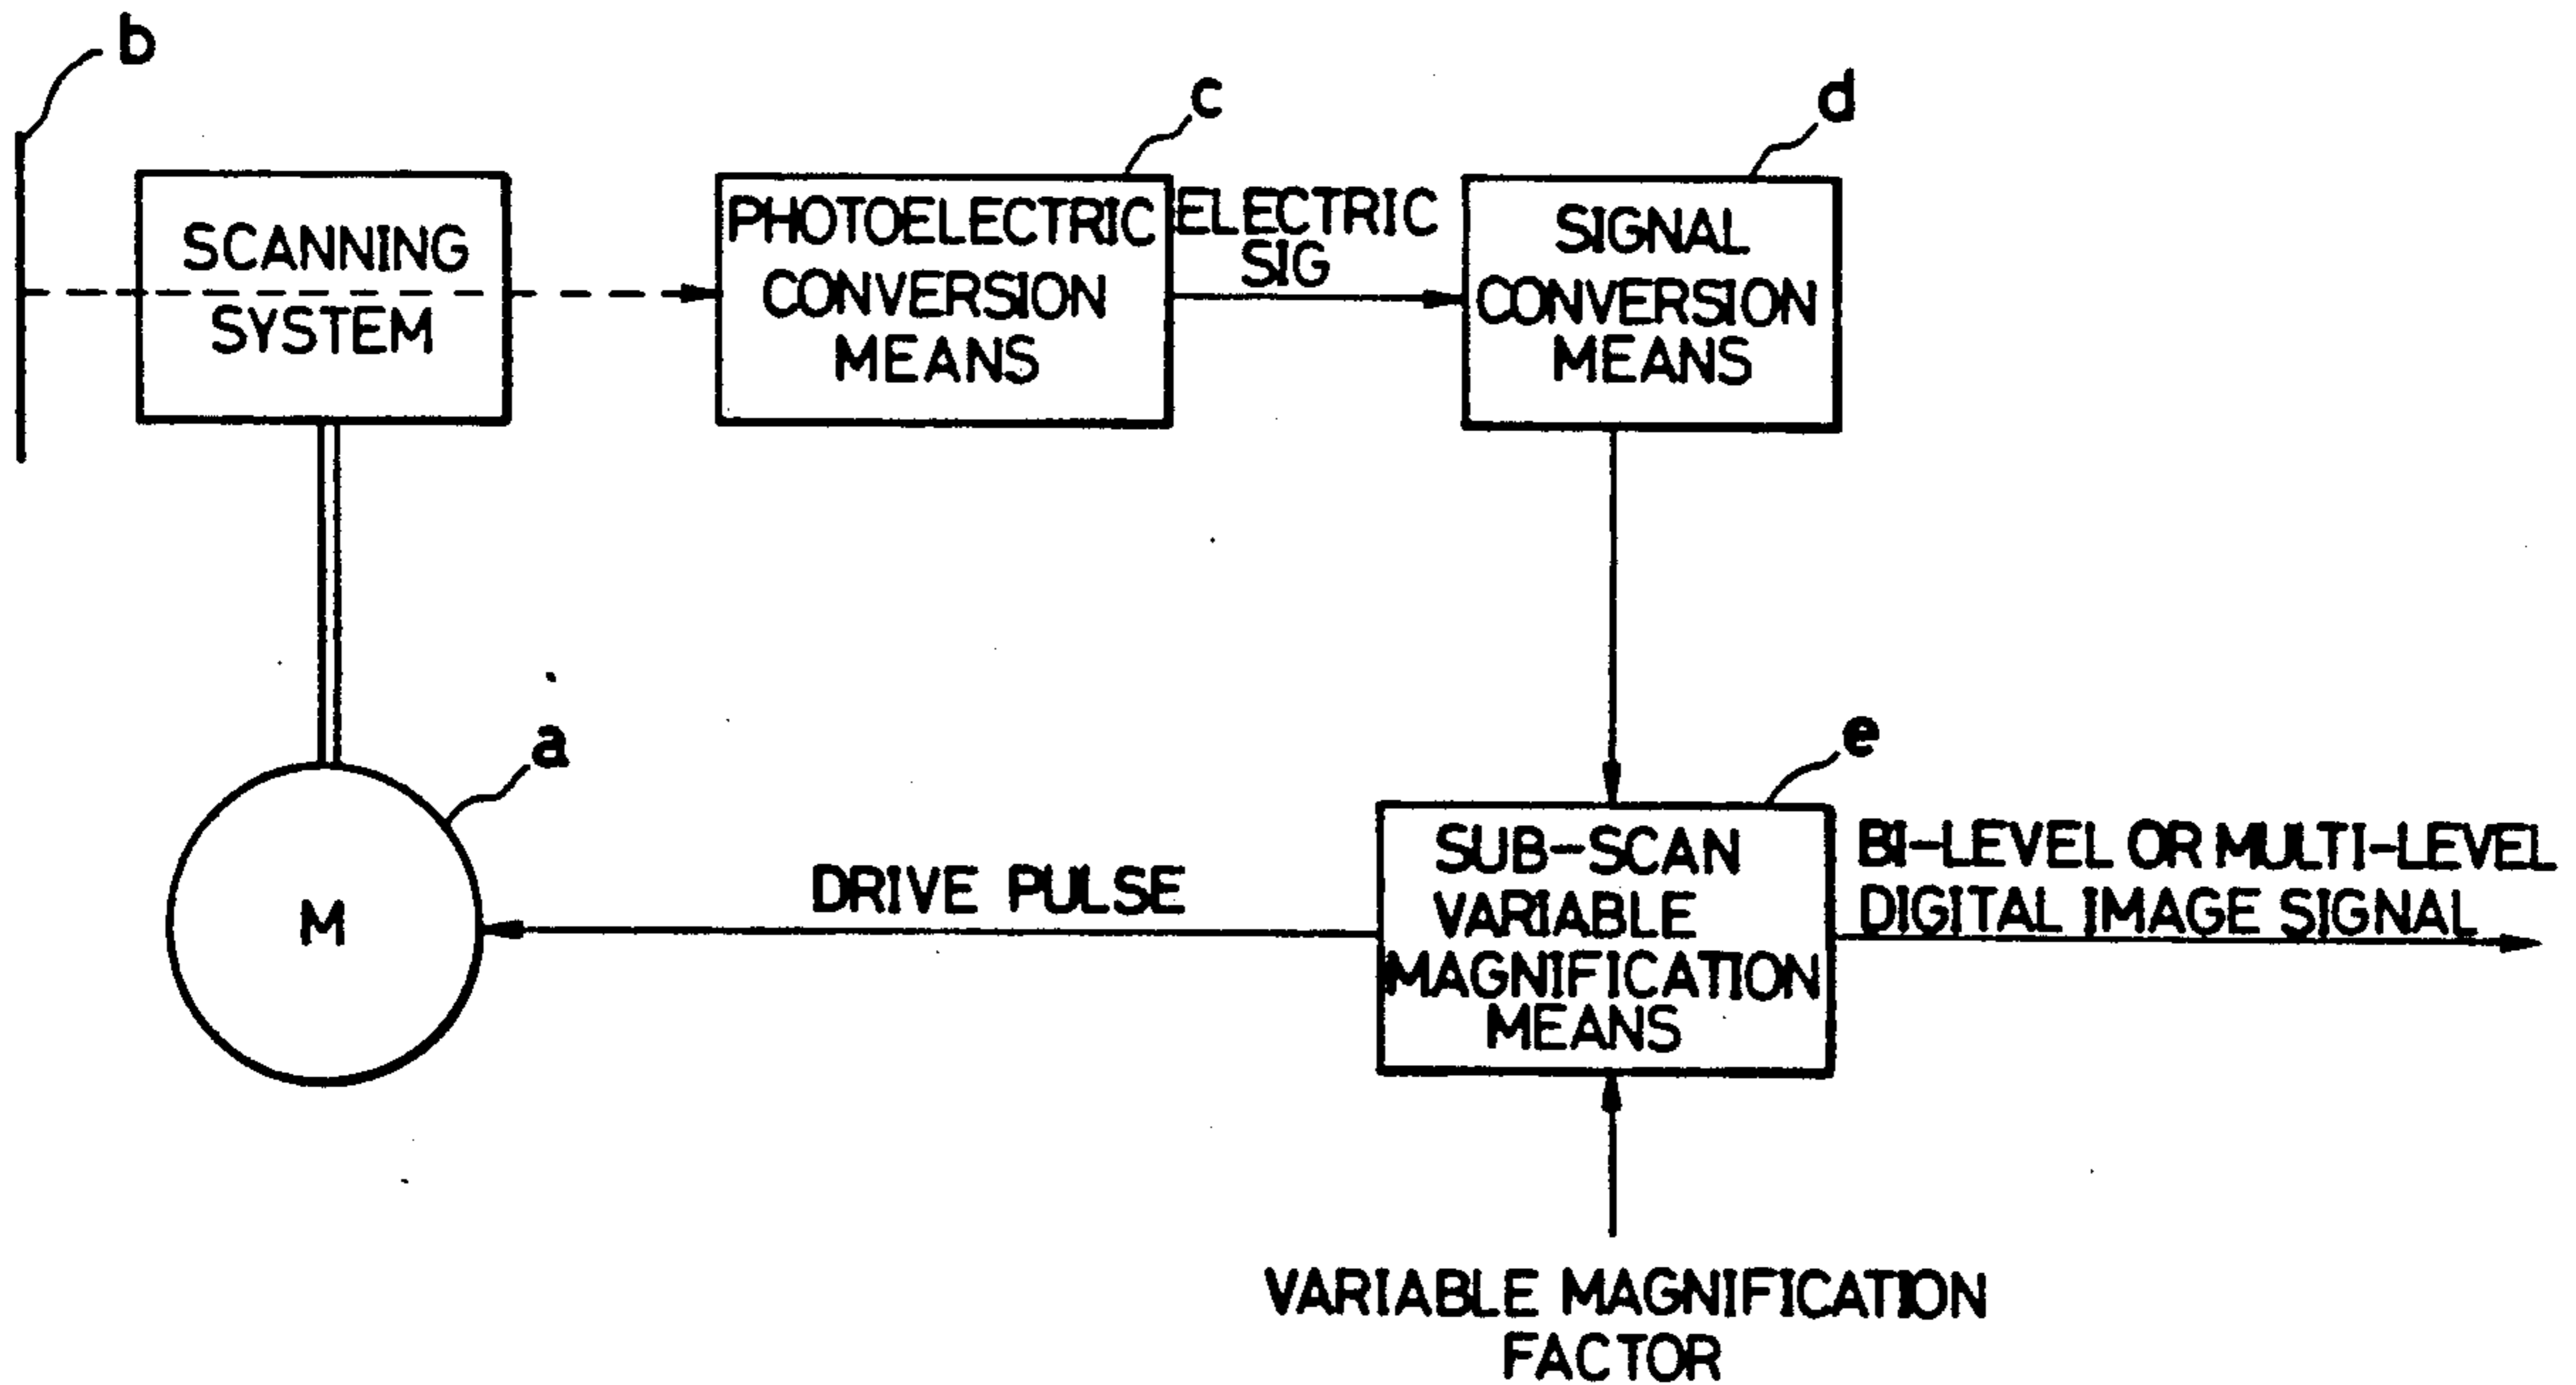 b
c
d
SCANNING
SYSTEM
PHOTOELECTRIC
CONVERSION
MEANS
ELECTRIC
SIG
SIGNAL
CONVERSION
MEANS
a
e
M
DRIVE PULSE
SUB-SCAN
VARIABLE
MAGNIFICATION
MEANS
BI-LEVEL OR MULTI-LEVEL
DIGITAL IMAGE SIGNAL
VARIABLE MAGNIFICATION
FACTOR